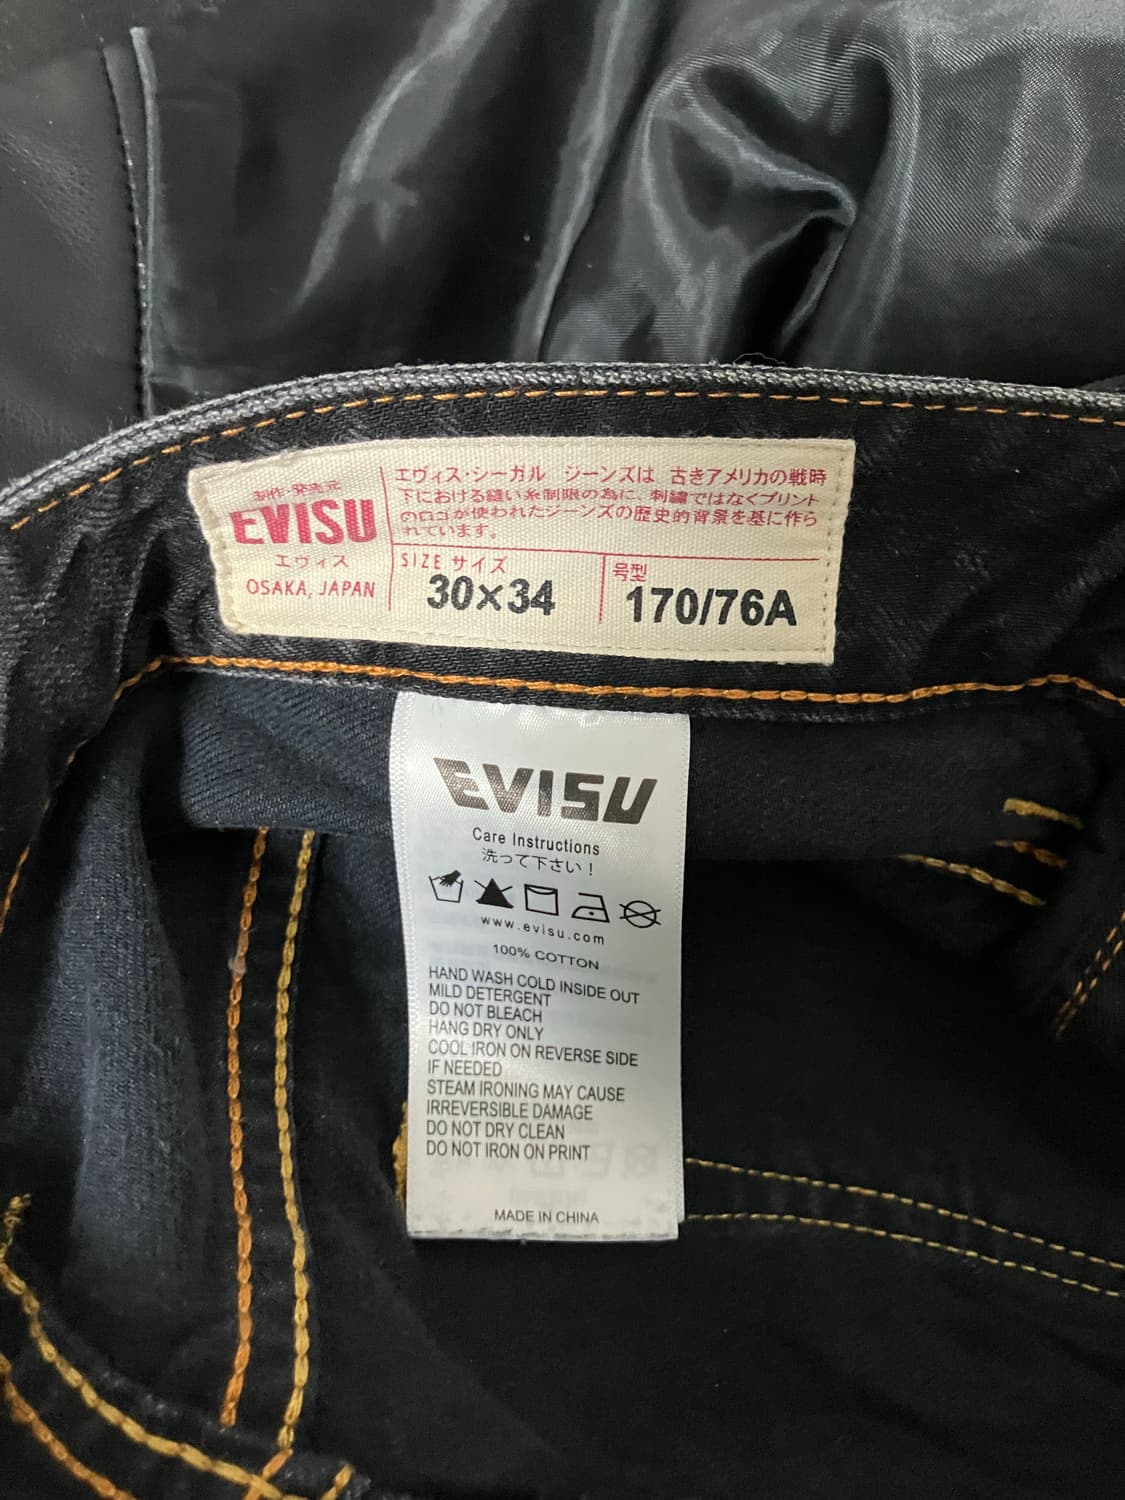 制作·発売元
EVISU
エヴィス
OSAKA, JAPAN
エヴィス·シーガル ジーンズは 古きアメリカの戦時
下における縫い糸制限の為に、刺繍ではなくプリント
のロゴが使われたジーンズの歴史的背景を基に作ら
れています。
SIZE サイズ
30×34
号型
170/76A
EVISU
Care Instructions
洗って下さい!
www.evisu.com
100% COTTON
HAND WASH COLD INSIDE OUT
MILD DETERGENT
DO NOT BLEACH
HANG DRY ONLY
COOL IRON ON REVERSE SIDE
IF NEEDED
STEAM IRONING MAY CAUSE
IRREVERSIBLE DAMAGE
DO NOT DRY CLEAN
DO NOT IRON ON PRINT
MADE IN CHINA